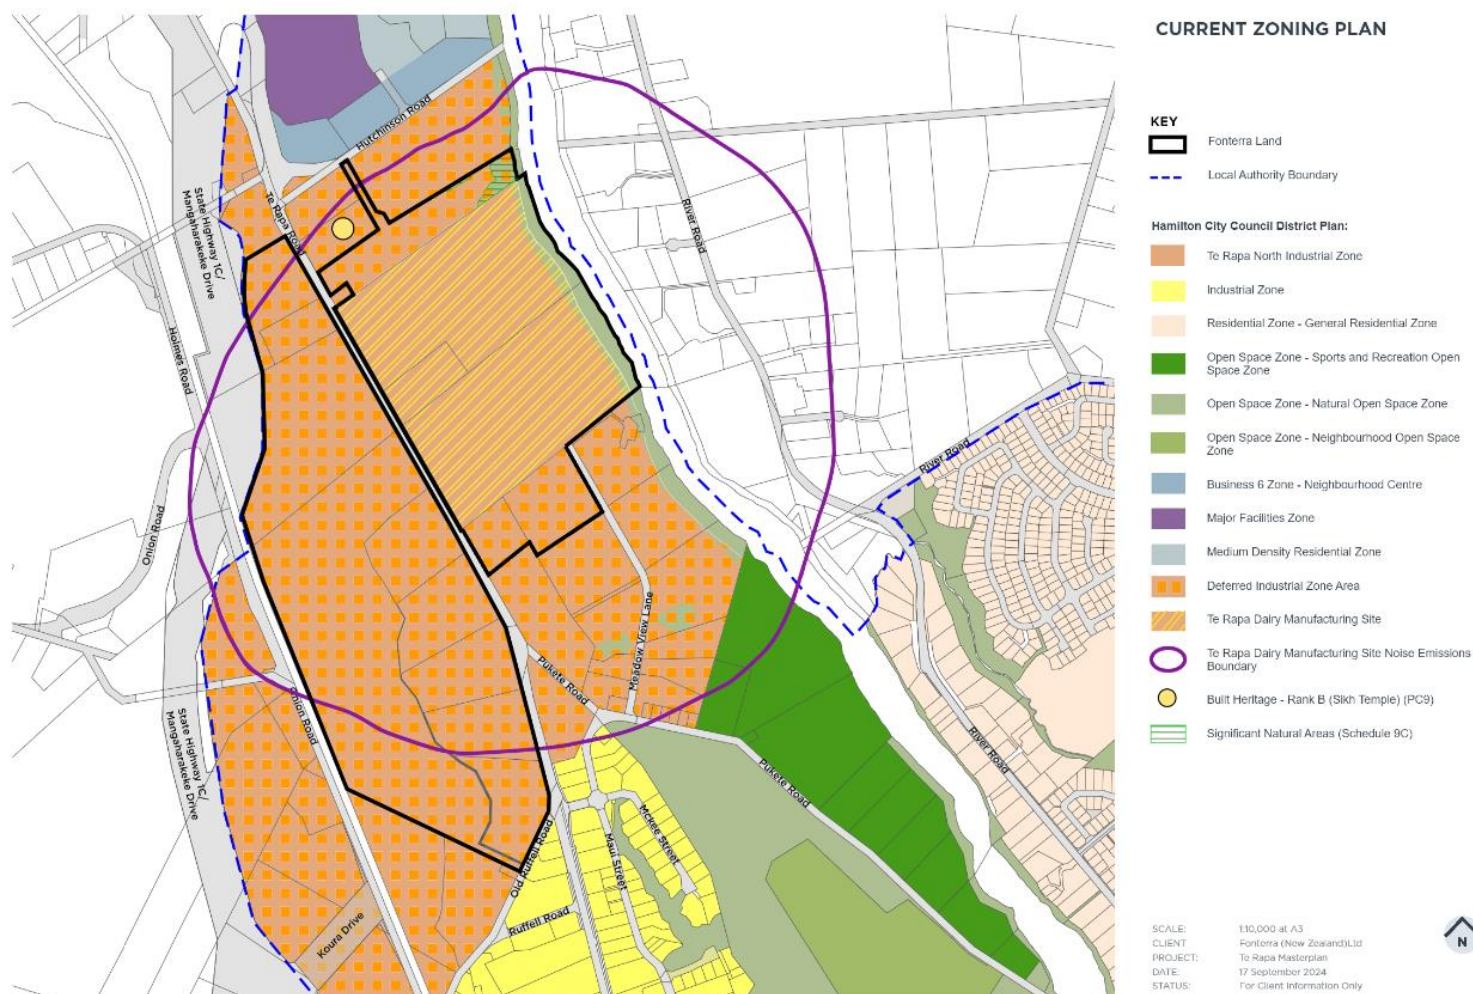 CURRENT ZONING PLAN
KEY
Fonterra Land
Local Authority Boundary
Hamilton City Council District Plan:
Te Rapa North Industrial Zone
Industrial Zone
Residential Zone - General Residential Zone
Open Space Zone - Sports and Recreation Open
Space Zone
Open Space Zone - Natural Open Space Zone
Open Space Zone - Neighbourhood Open Space
Zone
Business 6 Zone - Neighbourhood Centre
Major Facilities Zone
Medium Density Residential Zone
Deferred Industrial Zone Area
Te Rapa Dairy Manufacturing Site
Te Rapa Dairy Manufacturing Site Noise Emissions
Boundary
Built Heritage - Rank B (Sikh Temple) (PC9)
Significant Natural Areas (Schedule 9C)
SCALE: 1:10,000 at A3
CLIENT Fonterra (New Zealand)Ltd
PROJECT: Te Rapa Masterplan
DATE: 17 September 2024
STATUS: For Client Information Only
N
Hutchinson Road
State Highway 1C/
Mangaharakeke Drive
Te Rapa Road
River Road
Holmes Road
River Road
Onion Road
Meadow View Lane
Pukete Road
Onion Road
State Highway 1C/
Mangaharakeke Drive
River Road
Pukete Road
Mckee Street
Maui Street
Old Ruffell Road
Ruffell Road
Koura Drive